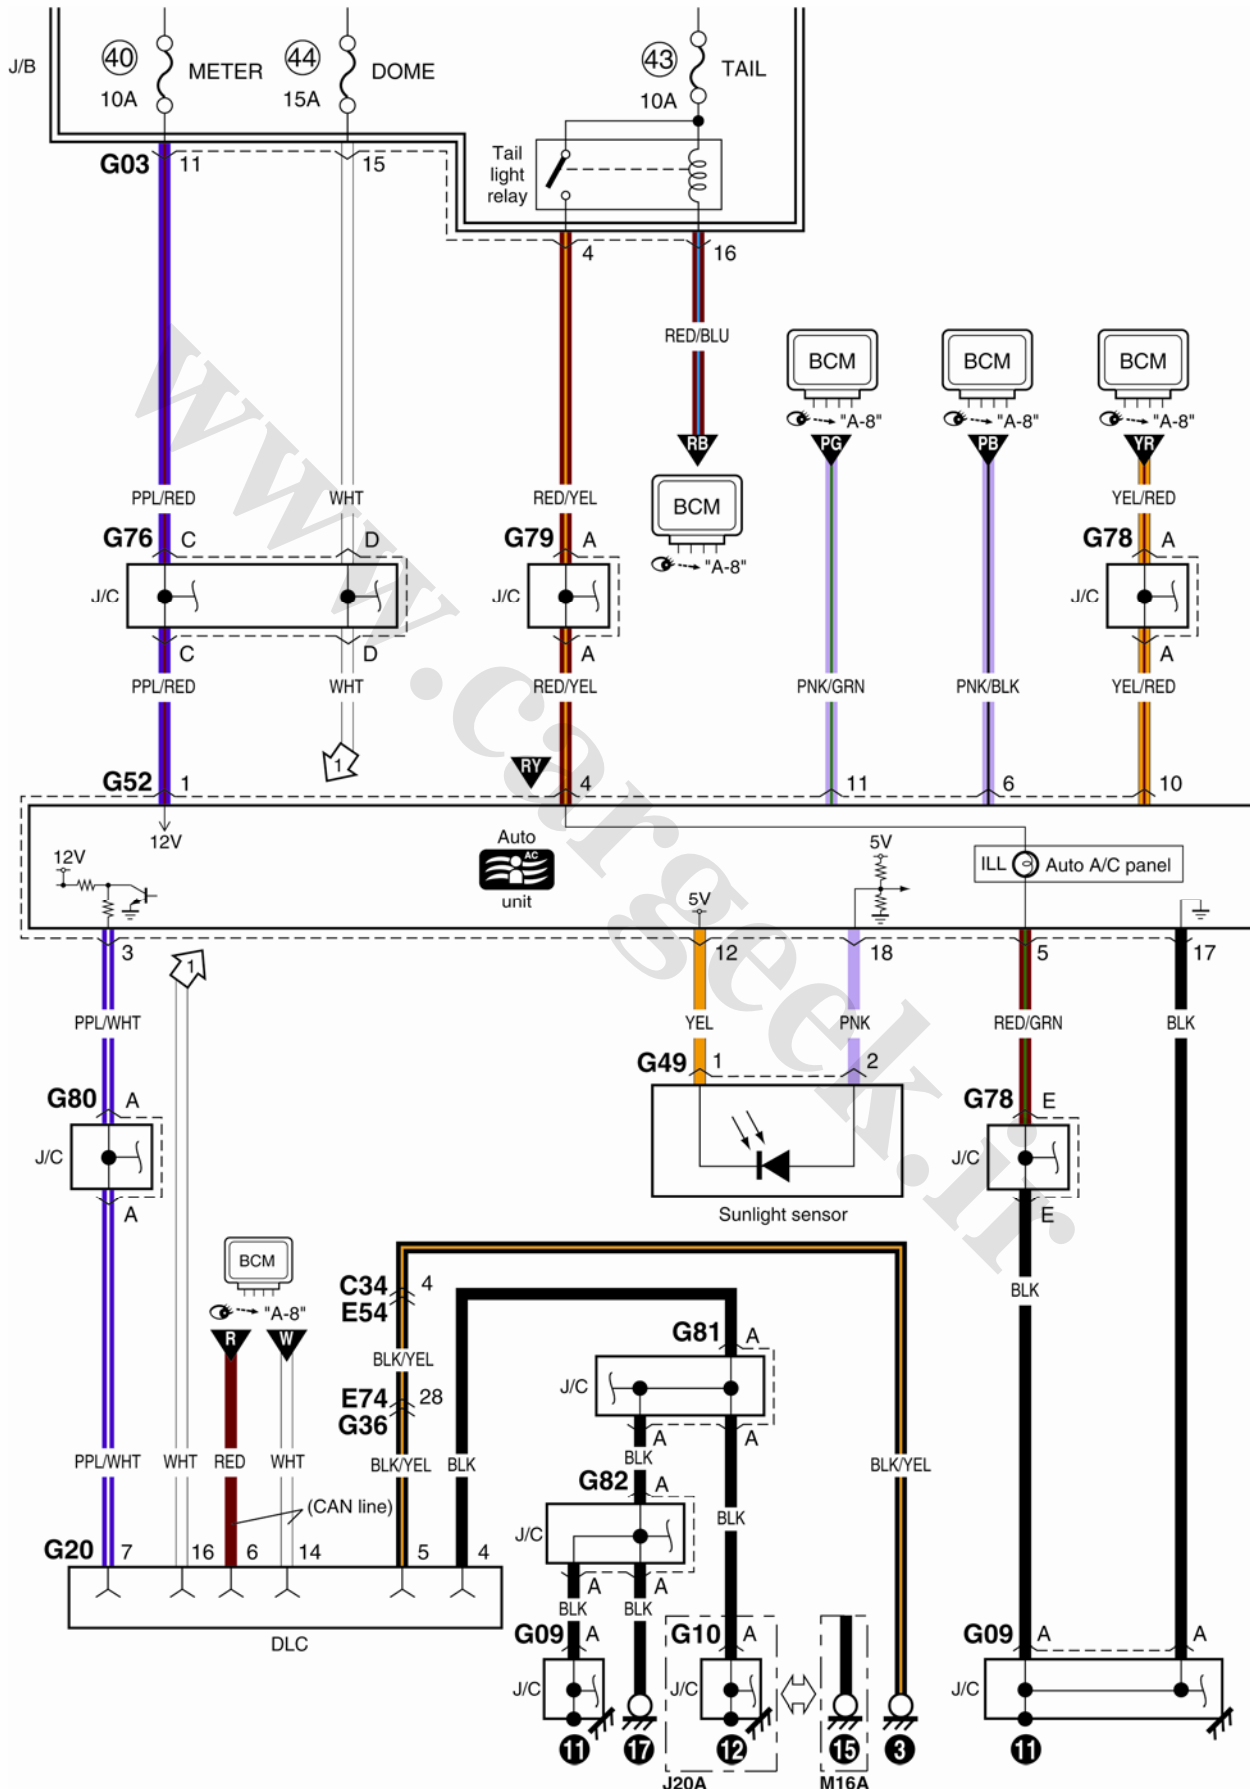 J/B
40 METER
10A
44 DOME
15A
43 TAIL
10A
Tail
light
relay
G03 11 15
4 16
RED/BLU
BCM BCM BCM
"A-8" "A-8" "A-8"
RB PG PB YR
BCM
"A-8"
PPL/RED WHT RED/YEL YEL/RED
G76 C D G79 A G78 A
J/C J/C J/C
C D A A
PPL/RED WHT RED/YEL PNK/GRN PNK/BLK YEL/RED
1 RY
G52 1 4 11 6 10
12V
12V
Auto
AC
unit
5V
5V
ILL Auto A/C panel
3 12 18 5 17
1
PPL/WHT YEL PNK RED/GRN BLK
G49 1 2
G80 A G78 E
J/C J/C
A E
Sunlight sensor
BCM
"A-8"
R W
C34 4
E54
BLK/YEL
E74 28
G36
BLK
G81 A
J/C
A A
BLK
PPL/WHT WHT RED WHT BLK/YEL BLK BLK/YEL
(CAN line)
G82 A
BLK
J/C
A A
BLK BLK
G20 7 16 6 14 5 4
DLC
G09 A G10 A G09 A A
J/C J/C J/C
11 17 12 15 3 11
J20A M16A
www.cargeek.ir